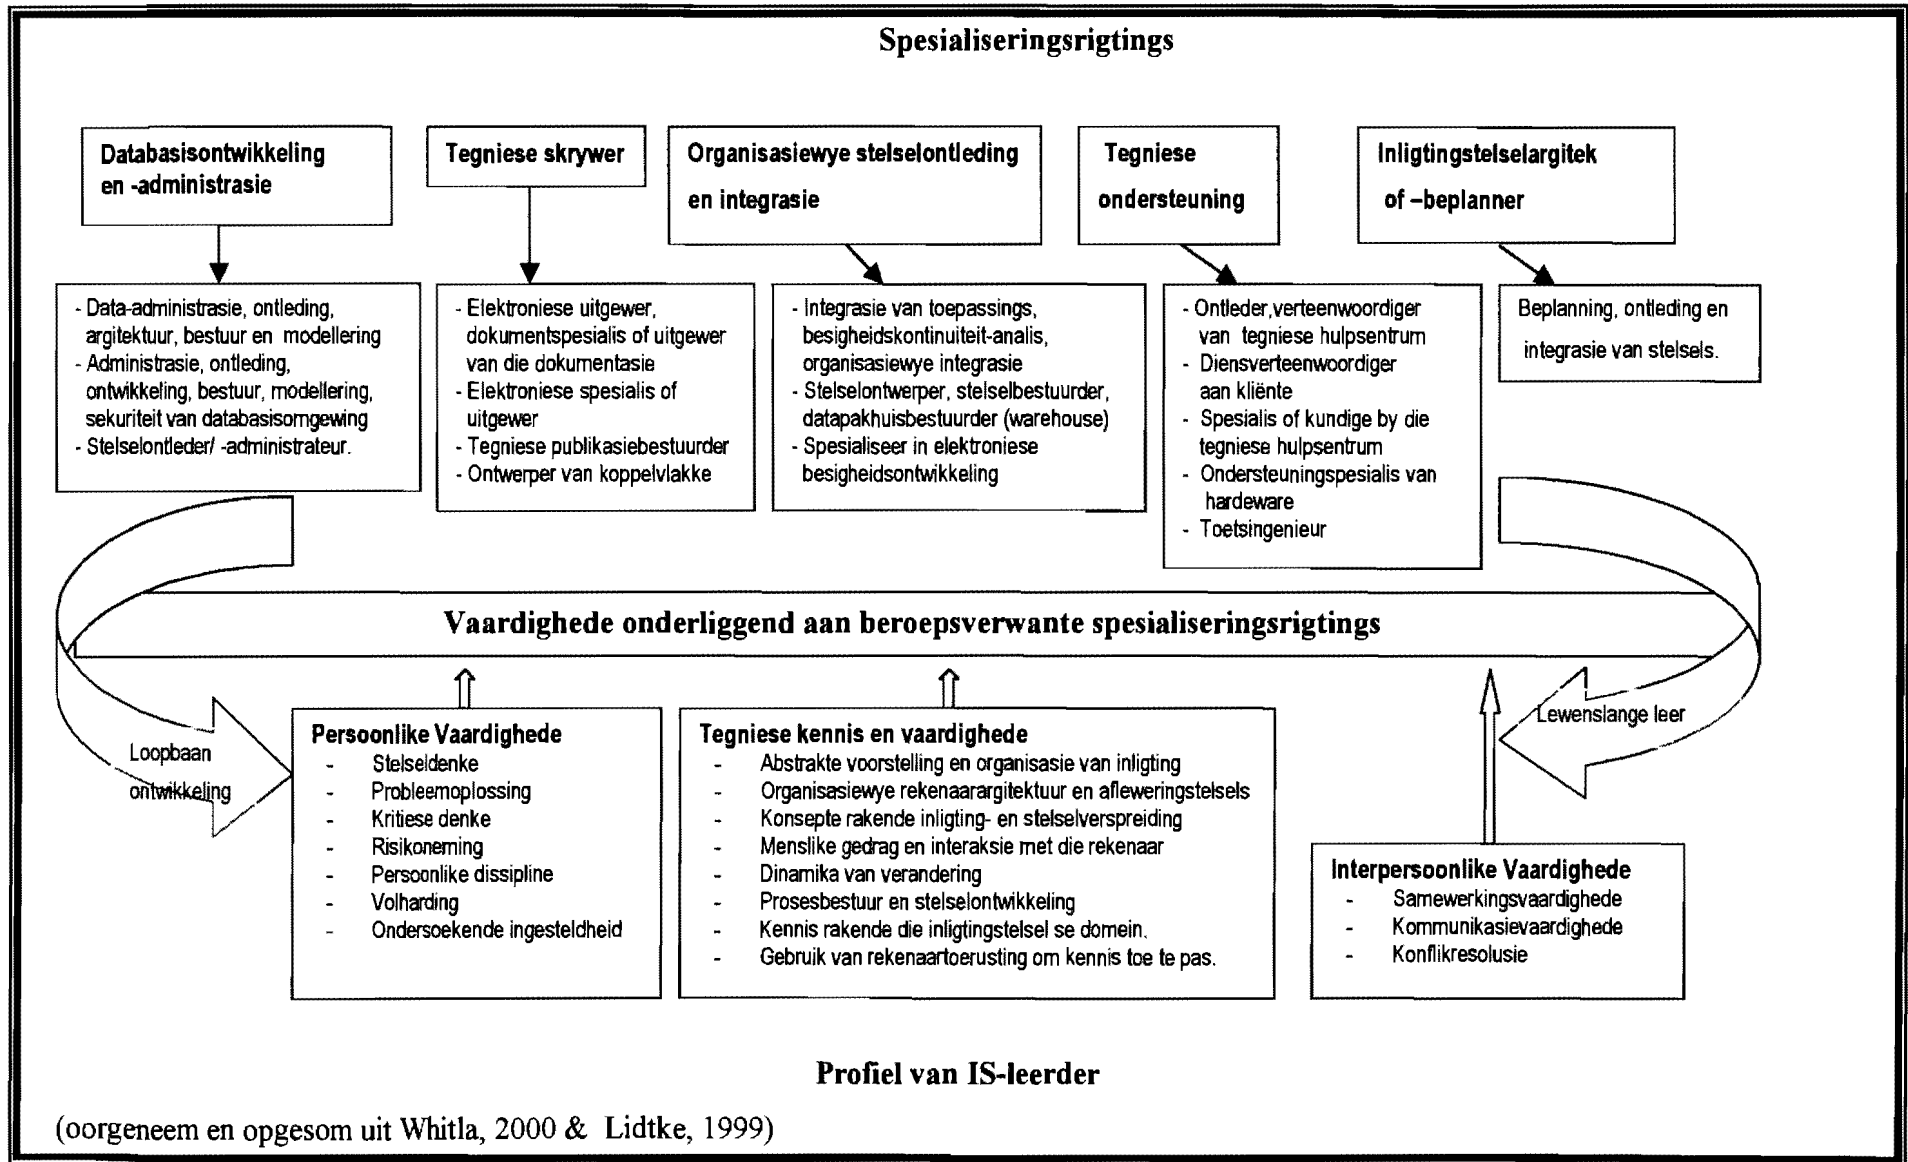 Spesialiseringsrigtings
Databasisontwikkeling
en -administrasie
Tegniese skrywer
Organisasiewye stelselontleding
en integrasie
Tegniese
ondersteuning
Inligtingstelselargitek
of –beplanner
- Data-administrasie, ontleding,
argitektuur, bestuur en modellering
- Administrasie, ontleding,
ontwikkeling, bestuur, modellering,
sekuriteit van databasisomgewing
- Stelselontleder/ -administrateur.
- Elektroniese uitgewer,
dokumentspesialis of uitgewer
van die dokumentasie
- Elektroniese spesialis of
uitgewer
- Tegniese publikasiebestuurder
- Ontwerper van koppelvlakke
- Integrasie van toepassings,
besigheidskontinuiteit-analis,
organisasiewye integrasie
- Stelselontwerper, stelselbestuurder,
datapakhuisbestuurder (warehouse)
- Spesialiseer in elektroniese
besigheidsontwikkeling
- Ontleder,verteenwoordiger
van tegniese hulpsentrum
- Diensverteenwoordiger
aan kliënte
- Spesialis of kundige by die
tegniese hulpsentrum
- Ondersteuningspesialis van
hardeware
- Toetsingenieur
Beplanning, ontleding en
integrasie van stelsels.
Vaardighede onderliggend aan beroepsverwante spesialiseringsrigtings
Loopbaan
ontwikkeling
Persoonlike Vaardighede
- Stelseldenke
- Probleemoplossing
- Kritiese denke
- Risikoneming
- Persoonlike dissipline
- Volharding
- Ondersoekende ingesteldheid
Tegniese kennis en vaardighede
- Abstrakte voorstelling en organisasie van inligting
- Organisasiewye rekenaarargitektuur en afleweringstelsels
- Konsepte rakende inligting- en stelselverspreiding
- Menslike gedrag en interaksie met die rekenaar
- Dinamika van verandering
- Prosesbestuur en stelselontwikkeling
- Kennis rakende die inligtingstelsel se domein.
- Gebruik van rekenaartoerusting om kennis toe te pas.
Lewenslange leer
Interpersoonlike Vaardighede
- Samewerkingsvaardighede
- Kommunikasievaardighede
- Konflikresolusie
Profiel van IS-leerder
(oorgeneem en opgesom uit Whitla, 2000 & Lidtke, 1999)